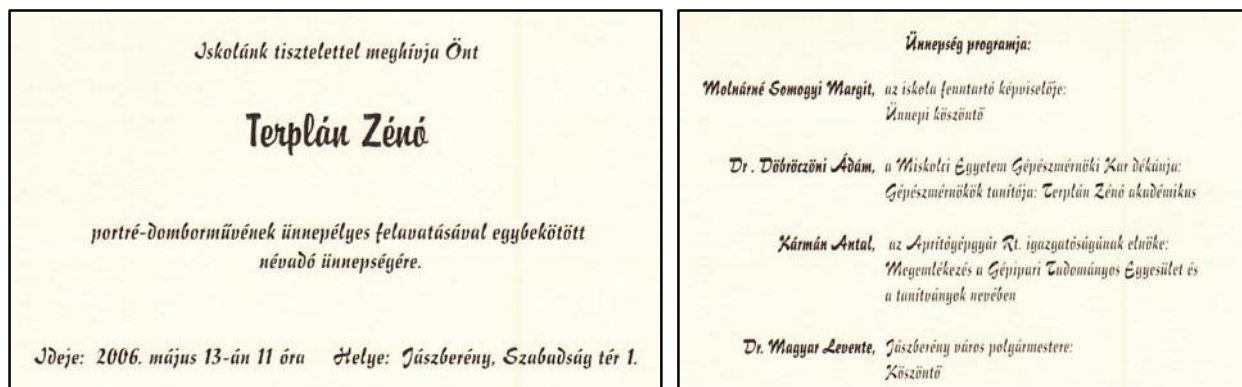 Iskolánk tisztelettel meghívja Önt
Terplán Zénó
portré-domborművének ünnepélyes felavatásával egybekötött
névadó ünnepségére.
Ideje: 2006. május 13-án 11 óra Helye: Jászberény, Szabadság tér 1.
Ünnepség programja:
Molnárné Somogyi Margit, az iskola fenntartó képviselője:
Ünnepi köszöntő
Dr . Döbröczöni Ádám, a Miskolci Egyetem Gépészmérnöki Kar dékánja:
Gépészmérnökök tanítója: Terplán Zénó akadémikus
Kármán Antal, az Aprítógépgyár Rt. igazgatóságának elnöke:
Megemlékezés a Gépipari Tudományos Egyesület és
a tanítványok nevében
Dr. Magyar Levente, Jászberény város polgármestere:
Köszöntő